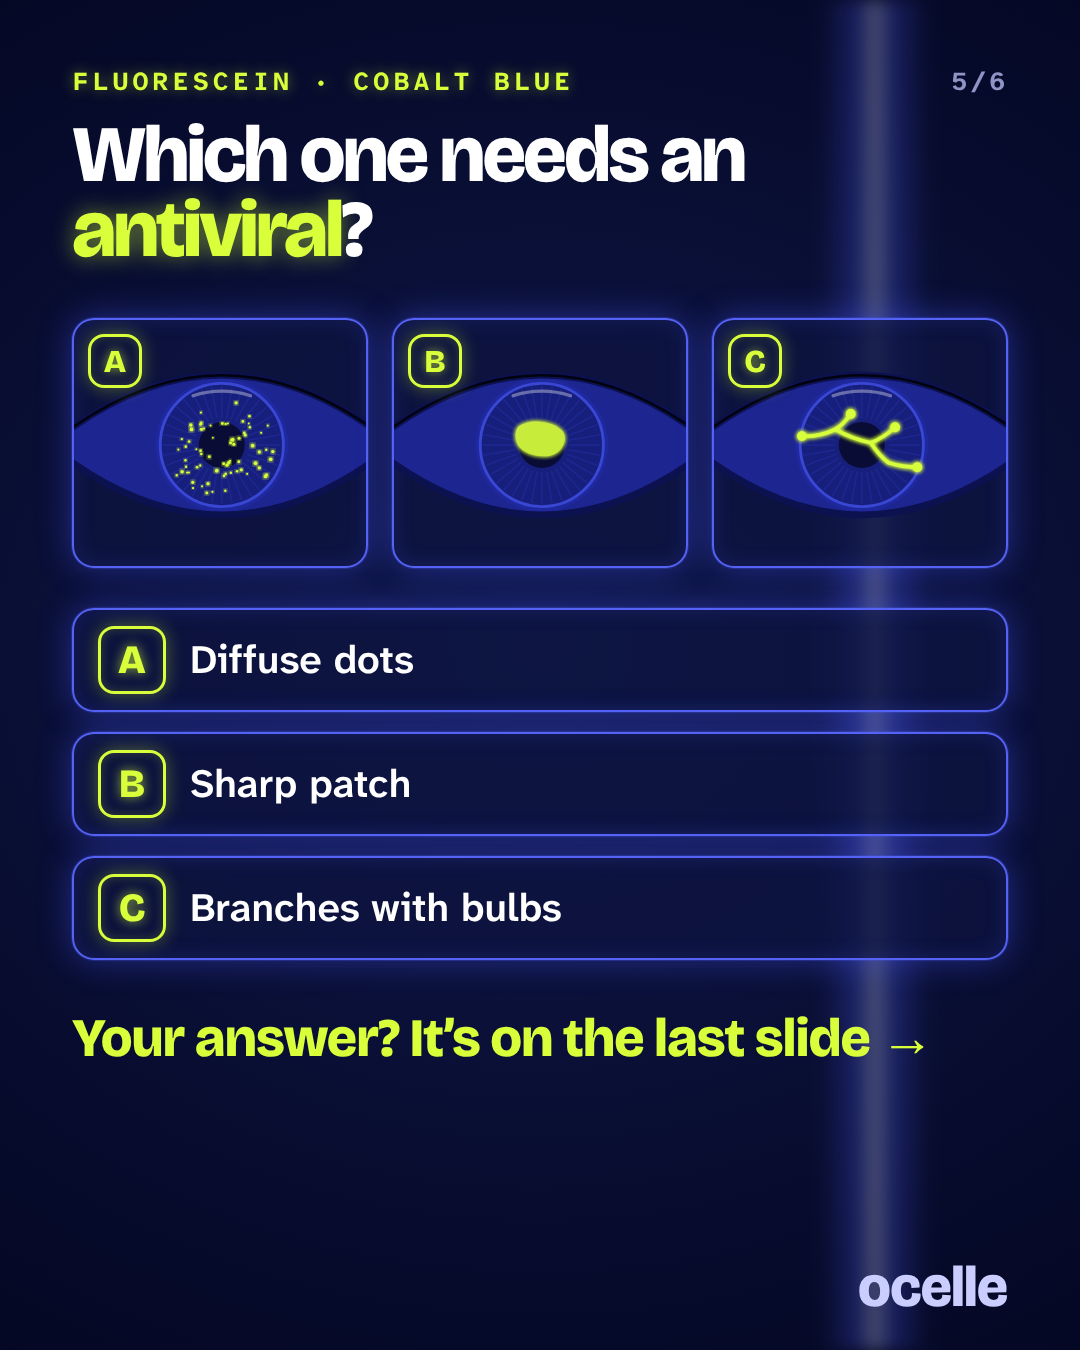 FLUORESCEIN · COBALT BLUE
5/6
Which one needs an
antiviral?
A
B
C
A Diffuse dots
B Sharp patch
C Branches with bulbs
Your answer? It's on the last slide →
ocelle